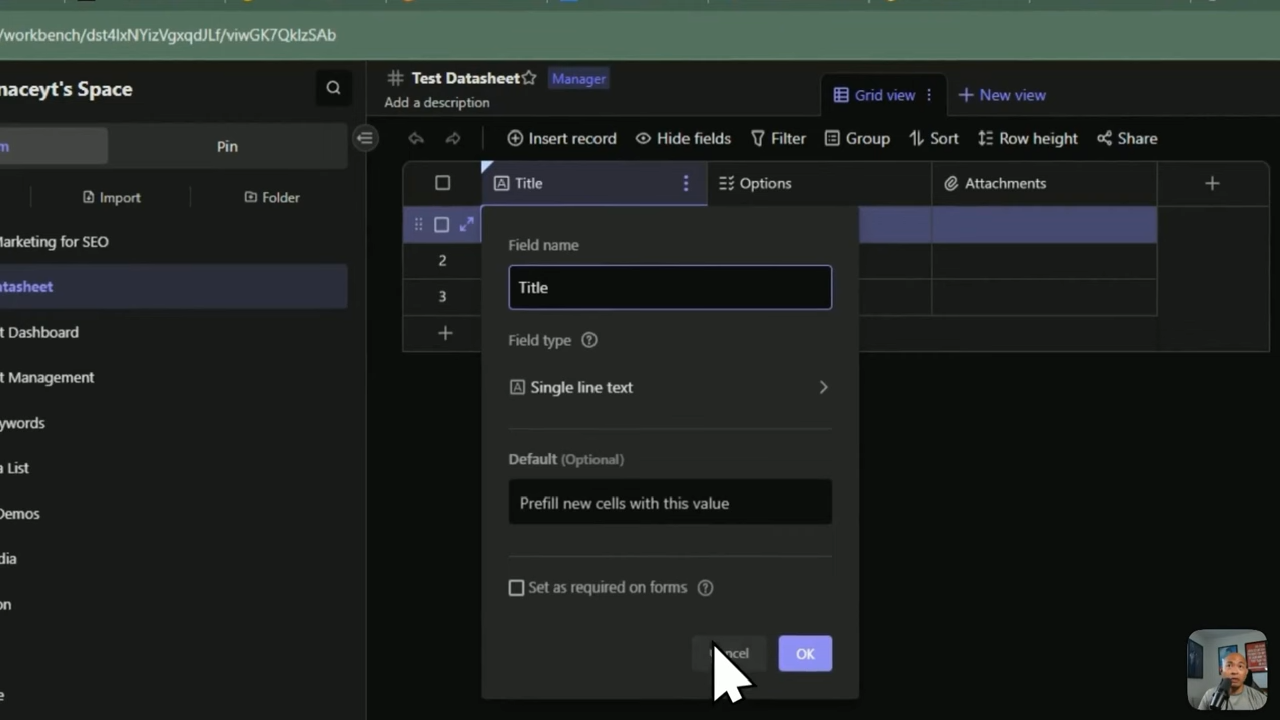 /workbench/dst4lxNYizVgxqdJLf/viwGK7QklzSAb
naceyt's Space
Pin
Import
Folder
Marketing for SEO
atasheet
t Dashboard
t Management
ywords
a List
Demos
dia
on
e
Test Datasheet
Manager
Add a description
Grid view
New view
Insert record
Hide fields
Filter
Group
Sort
Row height
Share
Title
Options
Attachments
2
3
Field name
Title
Field type
Single line text
Default (Optional)
Prefill new cells with this value
Set as required on forms
OK